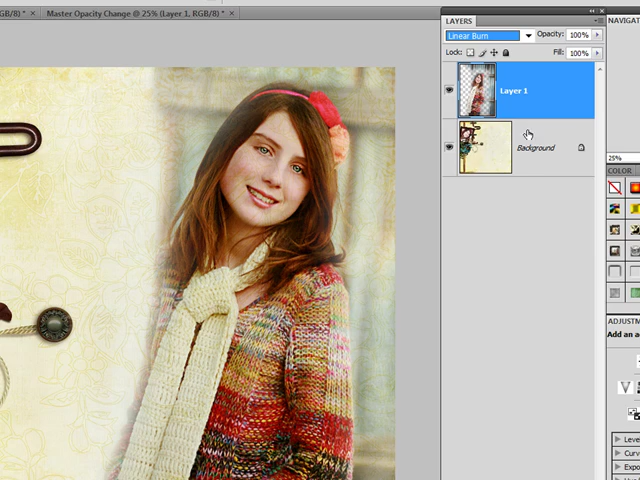 GB/8) * × Master Opacity Change @ 25% (Layer 1, RGB/8) * ×
LAYERS
NAVIGAT
Linear Burn Opacity: 100%
Lock: Fill: 100%
Layer 1
Background
25%
COLOR
ADJUSTM
Add an a
Leve
Curv
Expo